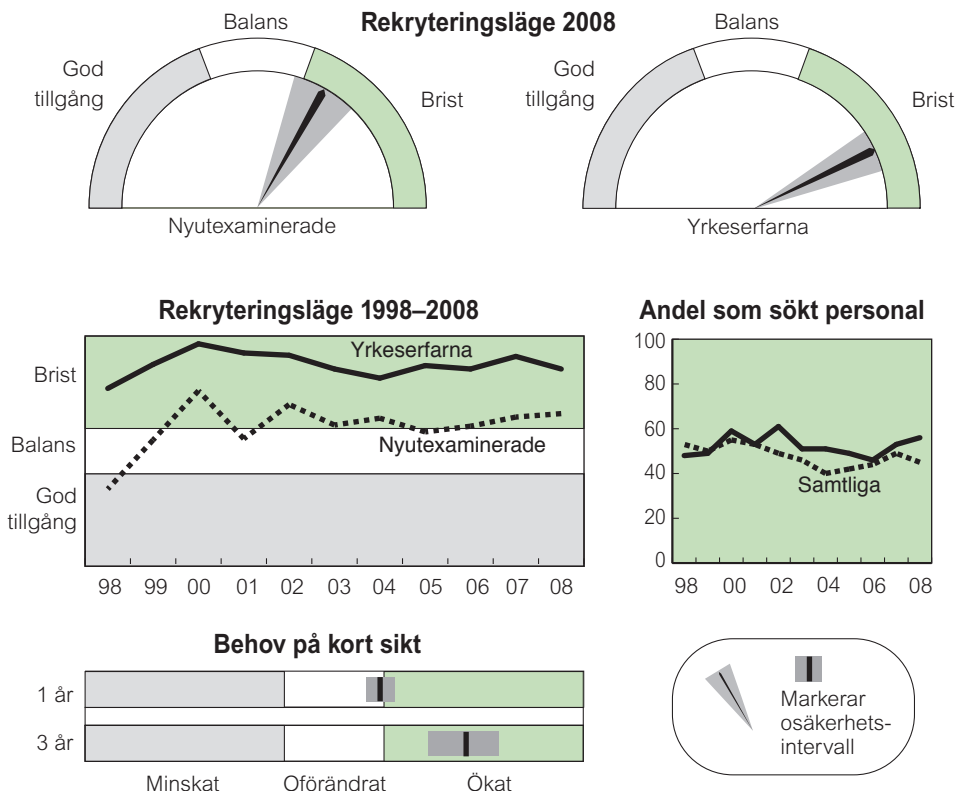 Rekryteringsläge 2008
Balans
God
tillgång
Brist
Nyutexaminerade
Balans
God
tillgång
Brist
Yrkeserfarna
Rekryteringsläge 1998–2008
Brist
Balans
God
tillgång
Yrkeserfarna
Nyutexaminerade
98 99 00 01 02 03 04 05 06 07 08
Andel som sökt personal
100
80
60
40
20
0
Samtliga
98 00 02 04 06 08
Behov på kort sikt
1 år
3 år
Minskat Oförändrat Ökat
Markerar
osäkerhets-
intervall